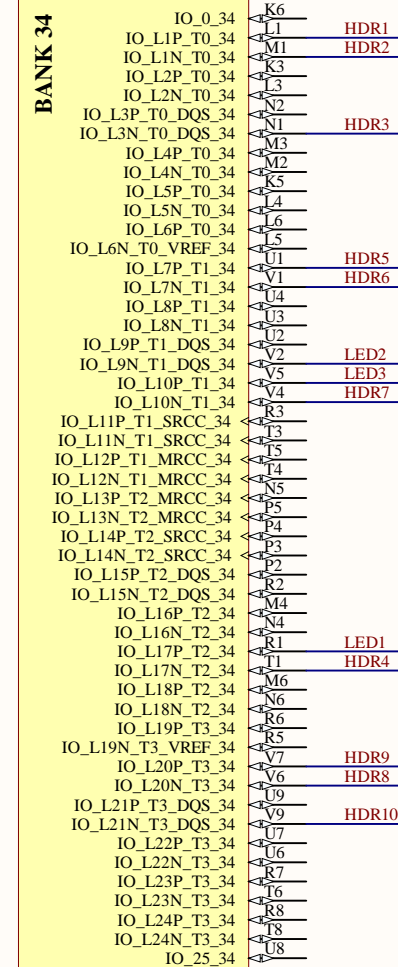 BANK 34
IO_0_34 K6
IO_L1P_T0_34 L1 HDR1
IO_L1N_T0_34 M1 HDR2
IO_L2P_T0_34 K3
IO_L2N_T0_34 L3
IO_L3P_T0_DQS_34 N2
IO_L3N_T0_DQS_34 N1 HDR3
IO_L4P_T0_34 M3
IO_L4N_T0_34 M2
IO_L5P_T0_34 K5
IO_L5N_T0_34 L4
IO_L6P_T0_34 L6
IO_L6N_T0_VREF_34 L5
IO_L7P_T1_34 U1 HDR5
IO_L7N_T1_34 V1 HDR6
IO_L8P_T1_34 U4
IO_L8N_T1_34 U3
IO_L9P_T1_DQS_34 U2
IO_L9N_T1_DQS_34 V2 LED2
IO_L10P_T1_34 V5 LED3
IO_L10N_T1_34 V4 HDR7
IO_L11P_T1_SRCC_34 R3
IO_L11N_T1_SRCC_34 T3
IO_L12P_T1_MRCC_34 T5
IO_L12N_T1_MRCC_34 T4
IO_L13P_T2_MRCC_34 N5
IO_L13N_T2_MRCC_34 P5
IO_L14P_T2_SRCC_34 P4
IO_L14N_T2_SRCC_34 P3
IO_L15P_T2_DQS_34 P2
IO_L15N_T2_DQS_34 R2
IO_L16P_T2_34 M4
IO_L16N_T2_34 N4
IO_L17P_T2_34 R1 LED1
IO_L17N_T2_34 T1 HDR4
IO_L18P_T2_34 M6
IO_L18N_T2_34 N6
IO_L19P_T3_34 R6
IO_L19N_T3_VREF_34 R5
IO_L20P_T3_34 V7 HDR9
IO_L20N_T3_34 V6 HDR8
IO_L21P_T3_DQS_34 U9
IO_L21N_T3_DQS_34 V9 HDR10
IO_L22P_T3_34 U7
IO_L22N_T3_34 U6
IO_L23P_T3_34 R7
IO_L23N_T3_34 T6
IO_L24P_T3_34 R8
IO_L24N_T3_34 T8
IO_25_34 U8